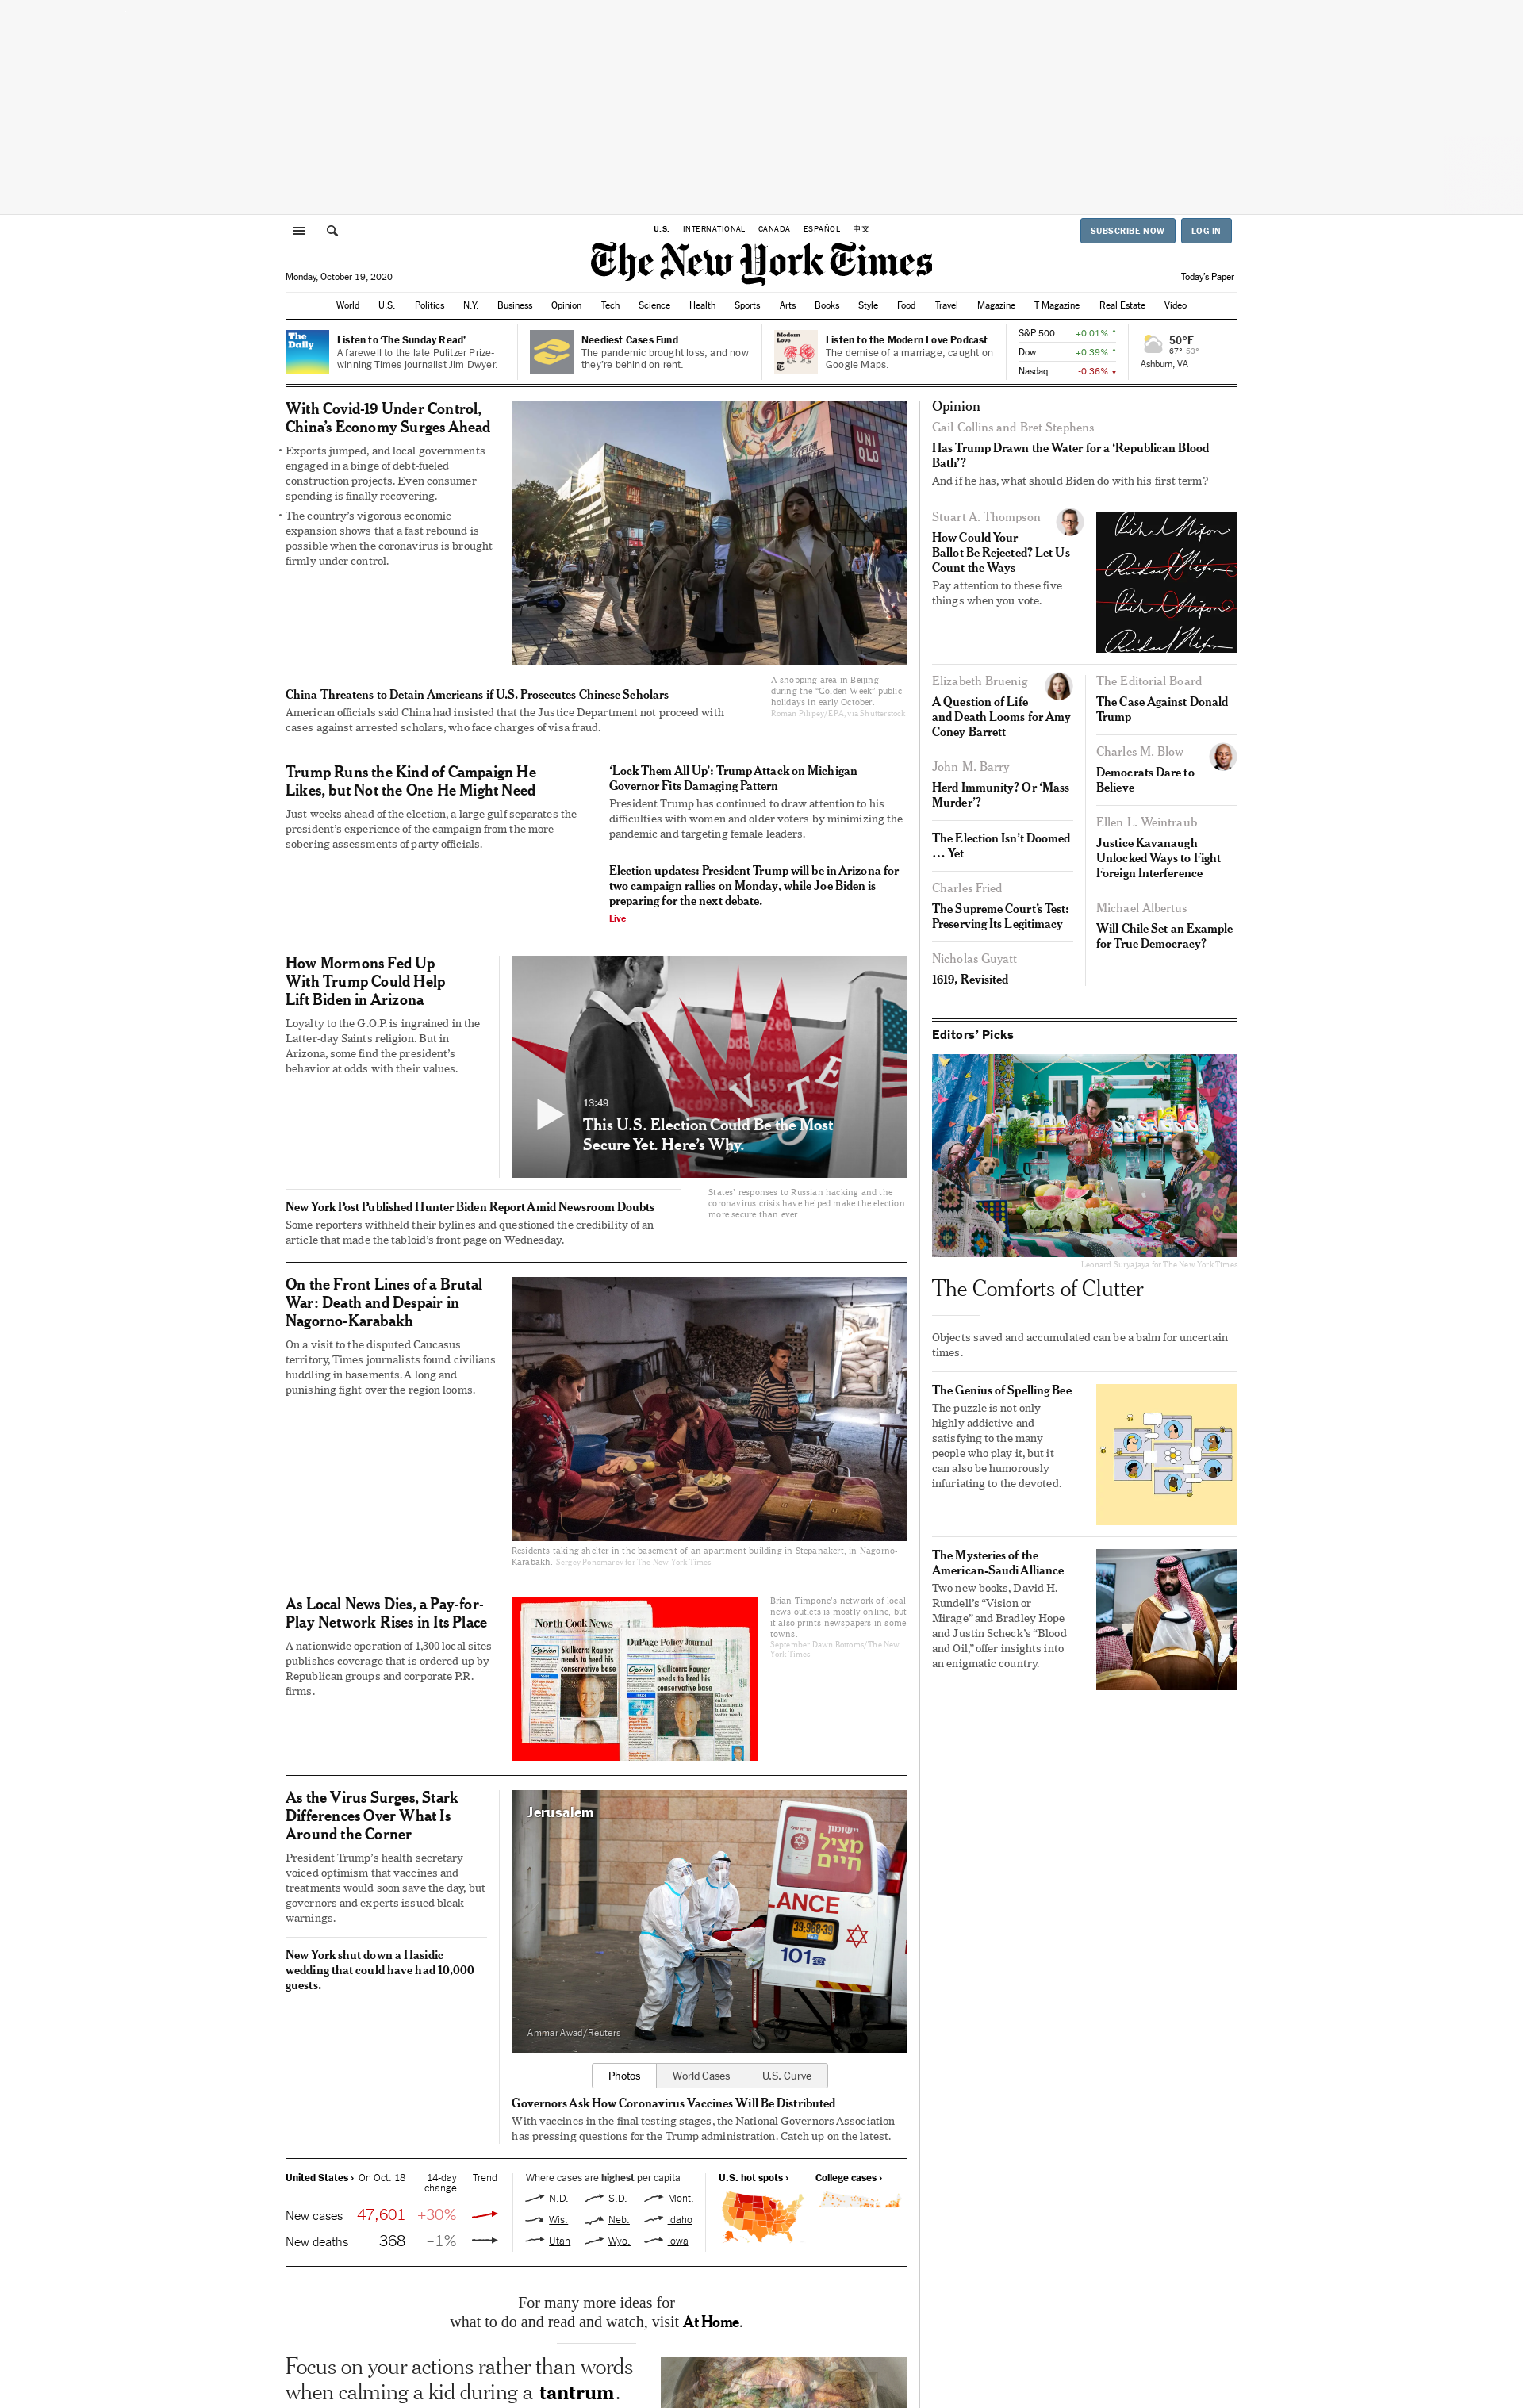 U.S. INTERNATIONAL CANADA ESPAÑOL 中文
SUBSCRIBE NOW LOG IN
The New York Times
Monday, October 19, 2020
Today's Paper
World U.S. Politics N.Y. Business Opinion Tech Science Health Sports Arts Books Style Food Travel Magazine T Magazine Real Estate Video
The
Daily
Listen to ‘The Sunday Read’
A farewell to the late Pulitzer Prize-
winning Times journalist Jim Dwyer.
Neediest Cases Fund
The pandemic brought loss, and now
they’re behind on rent.
Modern
Love
Listen to the Modern Love Podcast
The demise of a marriage, caught on
Google Maps.
S&P 500 +0.01%
Dow +0.39%
Nasdaq -0.36%
50°F
67° 53°
Ashburn, VA
With Covid-19 Under Control,
China’s Economy Surges Ahead
• Exports jumped, and local governments
engaged in a binge of debt-fueled
construction projects. Even consumer
spending is finally recovering.
• The country’s vigorous economic
expansion shows that a fast rebound is
possible when the coronavirus is brought
firmly under control.
UNI
QLO
A shopping area in Beijing
during the “Golden Week” public
holidays in early October.
Roman Pilipey/EPA, via Shutterstock
China Threatens to Detain Americans if U.S. Prosecutes Chinese Scholars
American officials said China had insisted that the Justice Department not proceed with
cases against arrested scholars, who face charges of visa fraud.
Trump Runs the Kind of Campaign He
Likes, but Not the One He Might Need
Just weeks ahead of the election, a large gulf separates the
president’s experience of the campaign from the more
sobering assessments of party officials.
‘Lock Them All Up’: Trump Attack on Michigan
Governor Fits Damaging Pattern
President Trump has continued to draw attention to his
difficulties with women and older voters by minimizing the
pandemic and targeting female leaders.
Election updates: President Trump will be in Arizona for
two campaign rallies on Monday, while Joe Biden is
preparing for the next debate.
Live
How Mormons Fed Up
With Trump Could Help
Lift Biden in Arizona
Loyalty to the G.O.P. is ingrained in the
Latter-day Saints religion. But in
Arizona, some find the president’s
behavior at odds with their values.
VOTE
13:49
This U.S. Election Could Be the Most
Secure Yet. Here’s Why.
States’ responses to Russian hacking and the
coronavirus crisis have helped make the election
more secure than ever.
New York Post Published Hunter Biden Report Amid Newsroom Doubts
Some reporters withheld their bylines and questioned the credibility of an
article that made the tabloid’s front page on Wednesday.
On the Front Lines of a Brutal
War: Death and Despair in
Nagorno-Karabakh
On a visit to the disputed Caucasus
territory, Times journalists found civilians
huddling in basements. A long and
punishing fight over the region looms.
Residents taking shelter in the basement of an apartment building in Stepanakert, in Nagorno-
Karabakh. Sergey Ponomarev for The New York Times
As Local News Dies, a Pay-for-
Play Network Rises in Its Place
A nationwide operation of 1,300 local sites
publishes coverage that is ordered up by
Republican groups and corporate P.R.
firms.
North Cook News
Opinion
Skillicorn: Rauner
needs to heed his
conservative base
DuPage Policy Journal
Opinion
Skillicorn: Rauner
needs to heed his
conservative base
Brian Timpone’s network of local
news outlets is mostly online, but
it also prints newspapers in some
towns.
September Dawn Bottoms/The New
York Times
As the Virus Surges, Stark
Differences Over What Is
Around the Corner
President Trump’s health secretary
voiced optimism that vaccines and
treatments would soon save the day, but
governors and experts issued bleak
warnings.
New York shut down a Hasidic
wedding that could have had 10,000
guests.
Jerusalem
יישומון
מציל
חיים
LANCE
39-968-39
101
Ammar Awad/Reuters
Photos World Cases U.S. Curve
Governors Ask How Coronavirus Vaccines Will Be Distributed
With vaccines in the final testing stages, the National Governors Association
has pressing questions for the Trump administration. Catch up on the latest.
United States › On Oct. 18 14-day
change Trend
New cases 47,601 +30%
New deaths 368 –1%
Where cases are highest per capita
N.D. S.D. Mont.
Wis. Neb. Idaho
Utah Wyo. Iowa
U.S. hot spots ›
College cases ›
For many more ideas for
what to do and read and watch, visit At Home.
Focus on your actions rather than words
when calming a kid during a tantrum.
Opinion
Gail Collins and Bret Stephens
Has Trump Drawn the Water for a ‘Republican Blood
Bath’?
And if he has, what should Biden do with his first term?
Stuart A. Thompson
How Could Your
Ballot Be Rejected? Let Us
Count the Ways
Pay attention to these five
things when you vote.
Elizabeth Bruenig
A Question of Life
and Death Looms for Amy
Coney Barrett
John M. Barry
Herd Immunity? Or ‘Mass
Murder’?
The Election Isn’t Doomed
… Yet
Charles Fried
The Supreme Court’s Test:
Preserving Its Legitimacy
Nicholas Guyatt
1619, Revisited
The Editorial Board
The Case Against Donald
Trump
Charles M. Blow
Democrats Dare to
Believe
Ellen L. Weintraub
Justice Kavanaugh
Unlocked Ways to Fight
Foreign Interference
Michael Albertus
Will Chile Set an Example
for True Democracy?
Editors’ Picks
Leonard Suryajaya for The New York Times
The Comforts of Clutter
Objects saved and accumulated can be a balm for uncertain
times.
The Genius of Spelling Bee
The puzzle is not only
highly addictive and
satisfying to the many
people who play it, but it
can also be humorously
infuriating to the devoted.
The Mysteries of the
American-Saudi Alliance
Two new books, David H.
Rundell’s “Vision or
Mirage” and Bradley Hope
and Justin Scheck’s “Blood
and Oil,” offer insights into
an enigmatic country.